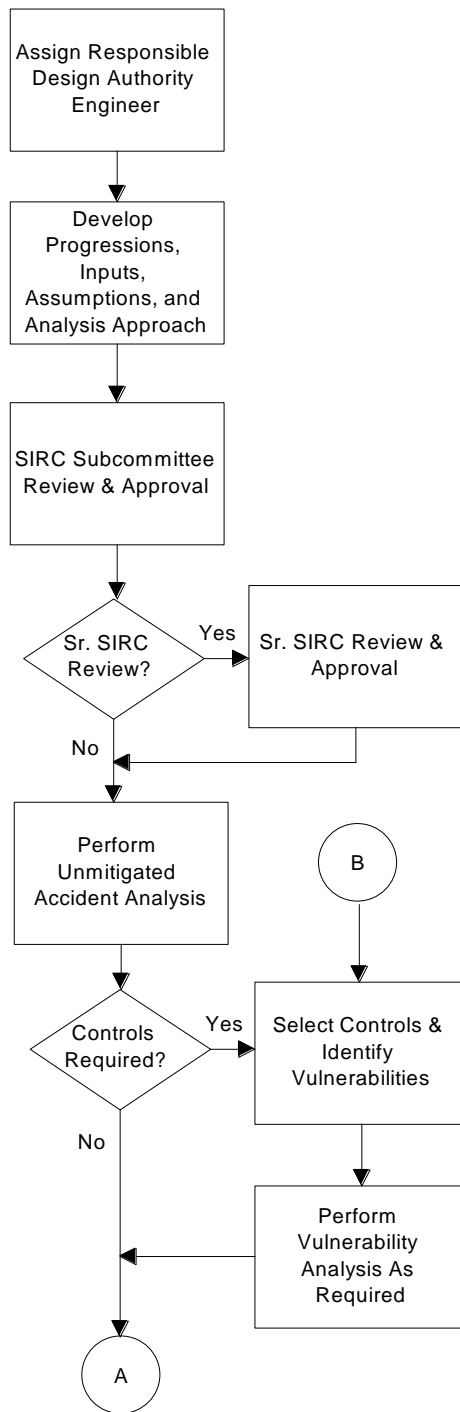 Assign Responsible
Design Authority
Engineer
Develop
Progressions,
Inputs,
Assumptions, and
Analysis Approach
SIRC Subcommittee
Review & Approval
Sr. SIRC
Review?
Yes
Sr. SIRC Review &
Approval
No
Perform
Unmitigated
Accident Analysis
B
Controls
Required?
Yes
Select Controls &
Identify
Vulnerabilities
No
Perform
Vulnerability
Analysis As
Required
A